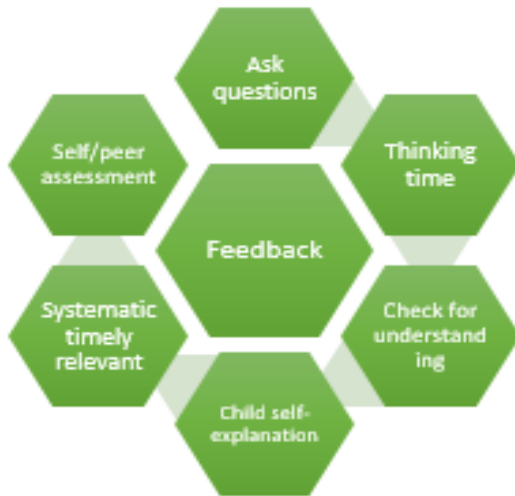 Ask
questions
Thinking
time
Check for
understand
ing
Child self-
explanation
Systematic
timely
relevant
Self/peer
assessment
Feedback